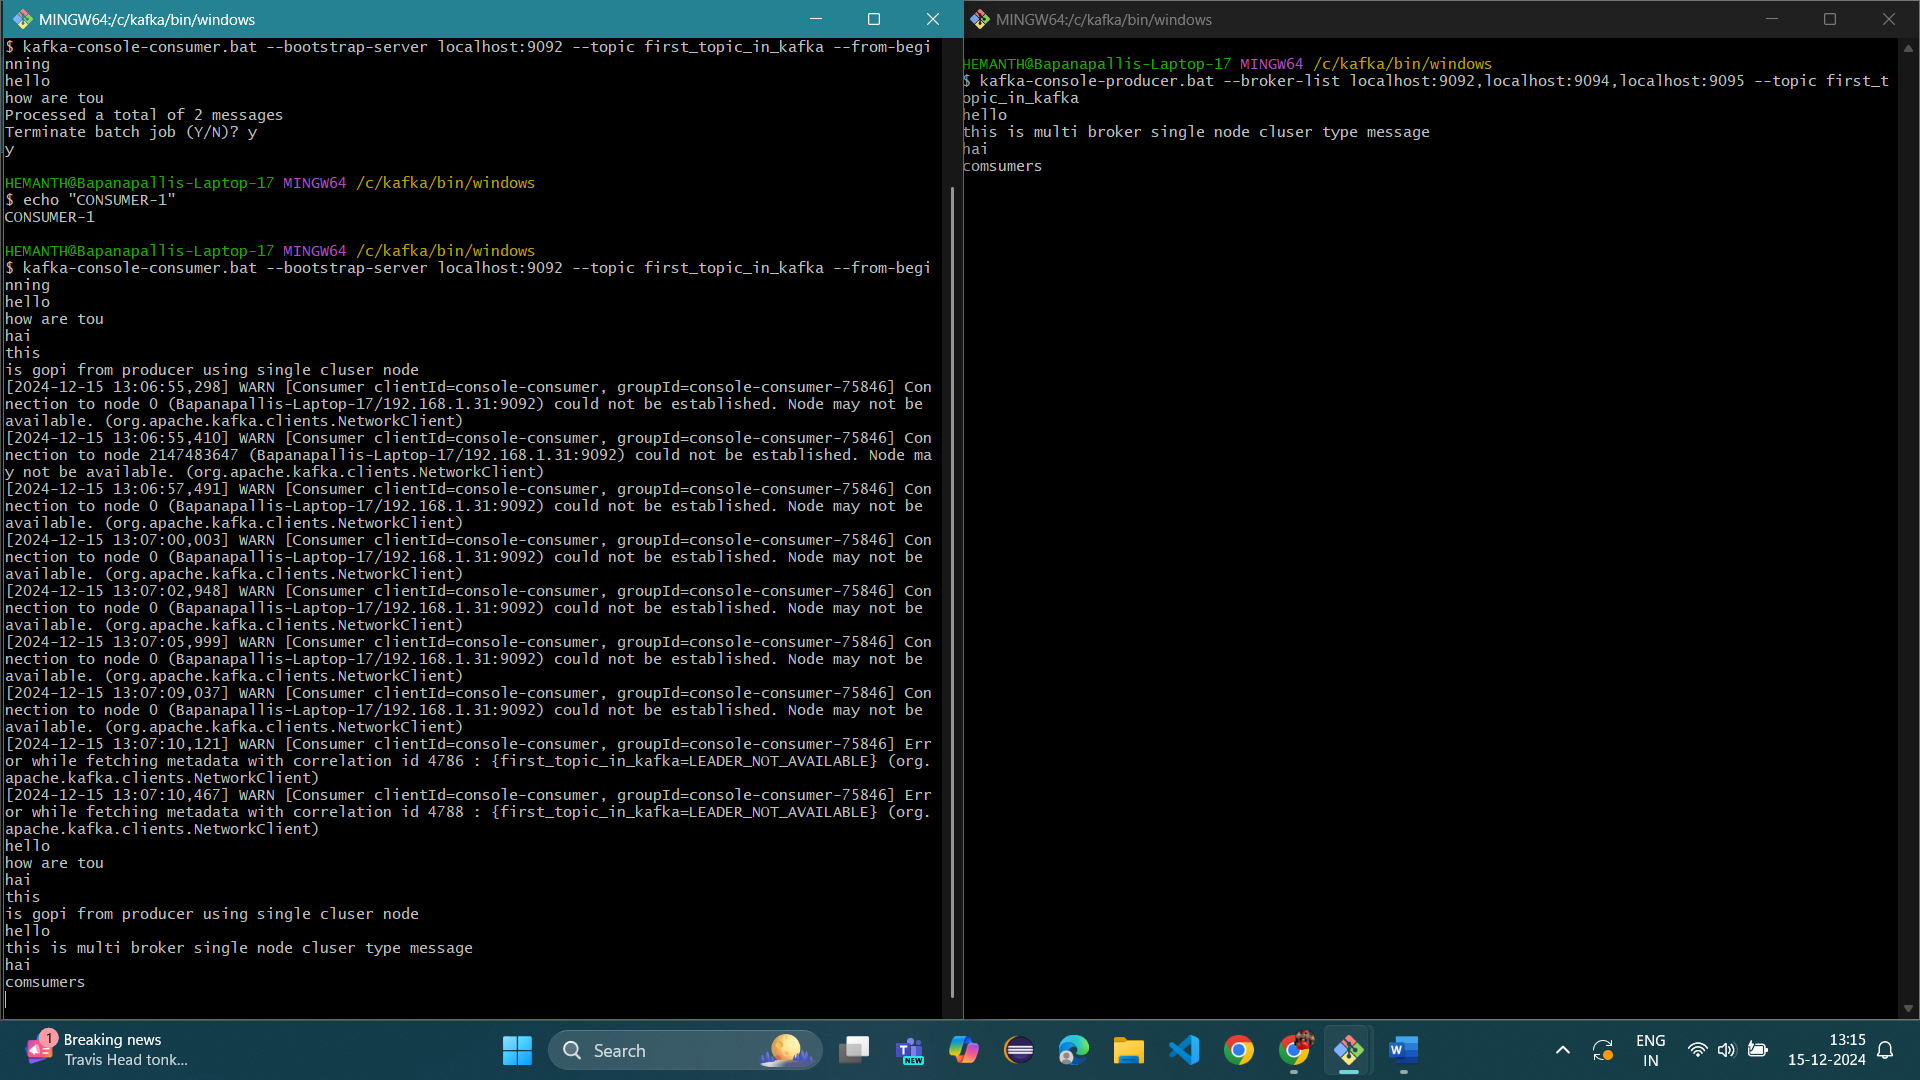 MINGW64:/c/kafka/bin/windows
$ kafka-console-consumer.bat --bootstrap-server localhost:9092 --topic first_topic_in_kafka --from-begi
nning
hello
how are tou
Processed a total of 2 messages
Terminate batch job (Y/N)? y
y
HEMANTH@Bapanapallis-Laptop-17 MINGW64 /c/kafka/bin/windows
$ echo "CONSUMER-1"
CONSUMER-1
HEMANTH@Bapanapallis-Laptop-17 MINGW64 /c/kafka/bin/windows
$ kafka-console-consumer.bat --bootstrap-server localhost:9092 --topic first_topic_in_kafka --from-begi
nning
hello
how are tou
hai
this
is gopi from producer using single cluser node
[2024-12-15 13:06:55,298] WARN [Consumer clientId=console-consumer, groupId=console-consumer-75846] Con
nection to node 0 (Bapanapallis-Laptop-17/192.168.1.31:9092) could not be established. Node may not be
available. (org.apache.kafka.clients.NetworkClient)
[2024-12-15 13:06:55,410] WARN [Consumer clientId=console-consumer, groupId=console-consumer-75846] Con
nection to node 2147483647 (Bapanapallis-Laptop-17/192.168.1.31:9092) could not be established. Node ma
y not be available. (org.apache.kafka.clients.NetworkClient)
[2024-12-15 13:06:57,491] WARN [Consumer clientId=console-consumer, groupId=console-consumer-75846] Con
nection to node 0 (Bapanapallis-Laptop-17/192.168.1.31:9092) could not be established. Node may not be
available. (org.apache.kafka.clients.NetworkClient)
[2024-12-15 13:07:00,003] WARN [Consumer clientId=console-consumer, groupId=console-consumer-75846] Con
nection to node 0 (Bapanapallis-Laptop-17/192.168.1.31:9092) could not be established. Node may not be
available. (org.apache.kafka.clients.NetworkClient)
[2024-12-15 13:07:02,948] WARN [Consumer clientId=console-consumer, groupId=console-consumer-75846] Con
nection to node 0 (Bapanapallis-Laptop-17/192.168.1.31:9092) could not be established. Node may not be
available. (org.apache.kafka.clients.NetworkClient)
[2024-12-15 13:07:05,999] WARN [Consumer clientId=console-consumer, groupId=console-consumer-75846] Con
nection to node 0 (Bapanapallis-Laptop-17/192.168.1.31:9092) could not be established. Node may not be
available. (org.apache.kafka.clients.NetworkClient)
[2024-12-15 13:07:09,037] WARN [Consumer clientId=console-consumer, groupId=console-consumer-75846] Con
nection to node 0 (Bapanapallis-Laptop-17/192.168.1.31:9092) could not be established. Node may not be
available. (org.apache.kafka.clients.NetworkClient)
[2024-12-15 13:07:10,121] WARN [Consumer clientId=console-consumer, groupId=console-consumer-75846] Err
or while fetching metadata with correlation id 4786 : {first_topic_in_kafka=LEADER_NOT_AVAILABLE} (org.
apache.kafka.clients.NetworkClient)
[2024-12-15 13:07:10,467] WARN [Consumer clientId=console-consumer, groupId=console-consumer-75846] Err
or while fetching metadata with correlation id 4788 : {first_topic_in_kafka=LEADER_NOT_AVAILABLE} (org.
apache.kafka.clients.NetworkClient)
hello
how are tou
hai
this
is gopi from producer using single cluser node
hello
this is multi broker single node cluser type message
hai
comsumers
MINGW64:/c/kafka/bin/windows
HEMANTH@Bapanapallis-Laptop-17 MINGW64 /c/kafka/bin/windows
$ kafka-console-producer.bat --broker-list localhost:9092,localhost:9094,localhost:9095 --topic first_t
opic_in_kafka
hello
this is multi broker single node cluser type message
hai
comsumers
1
Breaking news
Travis Head tonk...
Search
NEW
ENG
IN
13:15
15-12-2024